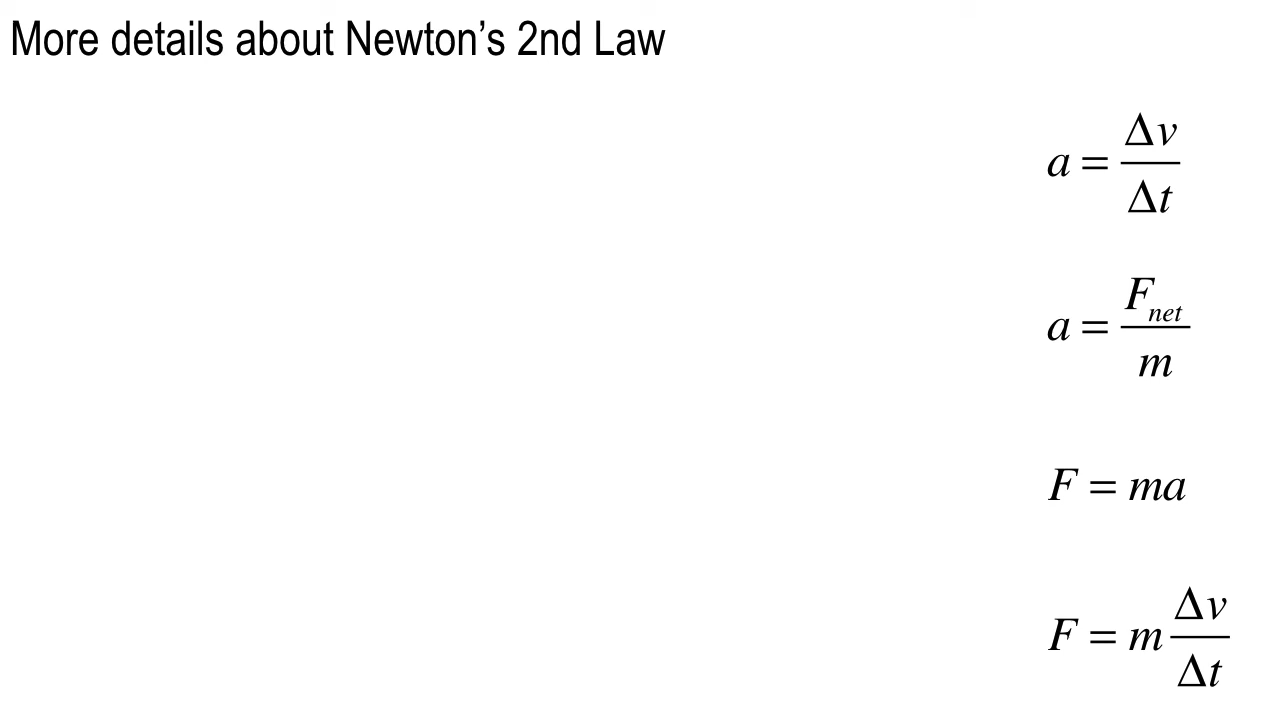 More details about Newton’s 2nd Law
a = Δv/Δt
a = F_net/m
F = ma
F = m Δv/Δt